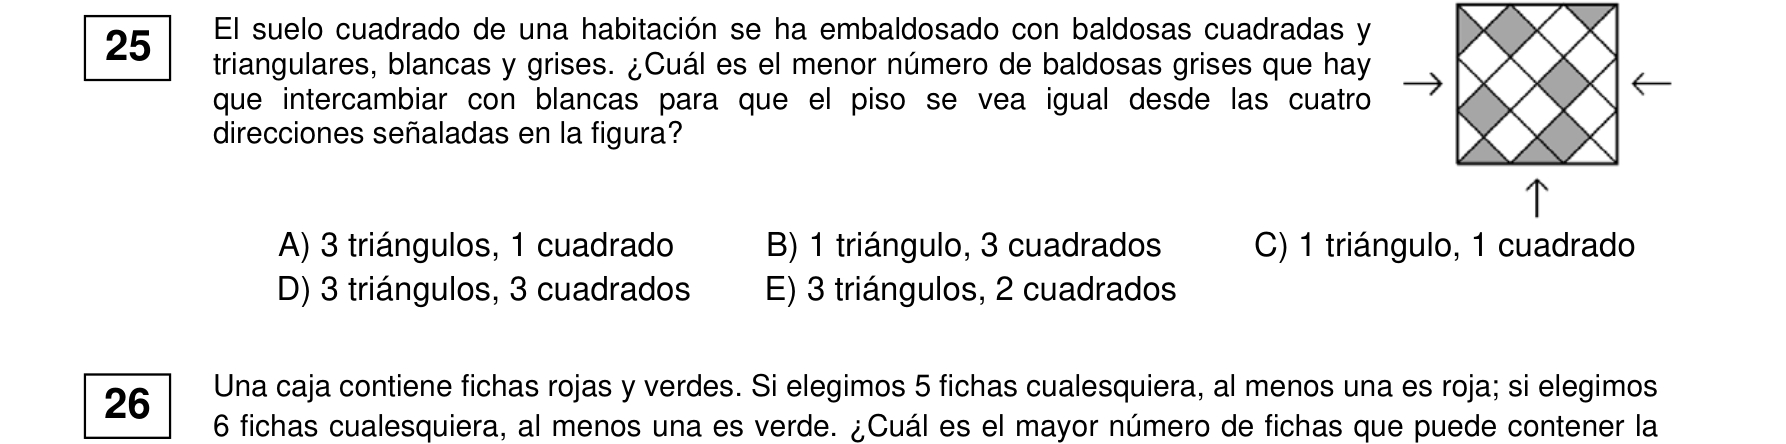 25
El suelo cuadrado de una habitación se ha embaldosado con baldosas cuadradas y
triangulares, blancas y grises. ¿Cuál es el menor número de baldosas grises que hay
que intercambiar con blancas para que el piso se vea igual desde las cuatro
direcciones señaladas en la figura?
A) 3 triángulos, 1 cuadrado B) 1 triángulo, 3 cuadrados C) 1 triángulo, 1 cuadrado
D) 3 triángulos, 3 cuadrados E) 3 triángulos, 2 cuadrados
26
Una caja contiene fichas rojas y verdes. Si elegimos 5 fichas cualesquiera, al menos una es roja; si elegimos
6 fichas cualesquiera, al menos una es verde. ¿Cuál es el mayor número de fichas que puede contener la